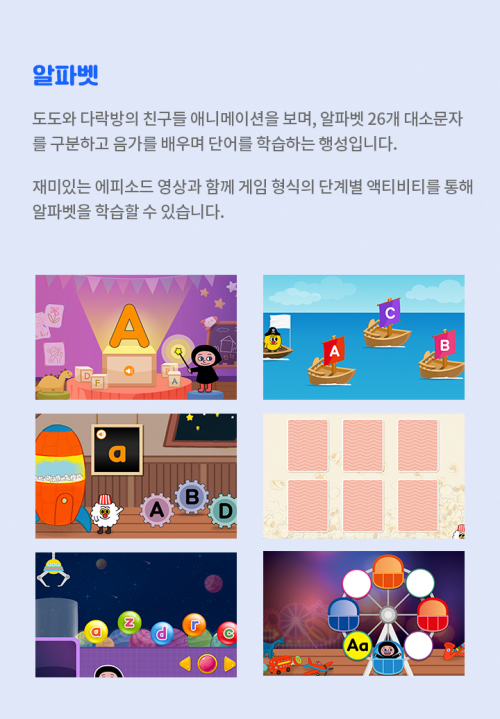 알파벳
도도와 다락방의 친구들 애니메이션을 보며, 알파벳 26개 대소문자
를 구분하고 음가를 배우며 단어를 학습하는 행성입니다.
재미있는 에피소드 영상과 함께 게임 형식의 단계별 액티비티를 통해
알파벳을 학습할 수 있습니다.
A
D F A
C
A B
a
A B D
a z d r c
Aa